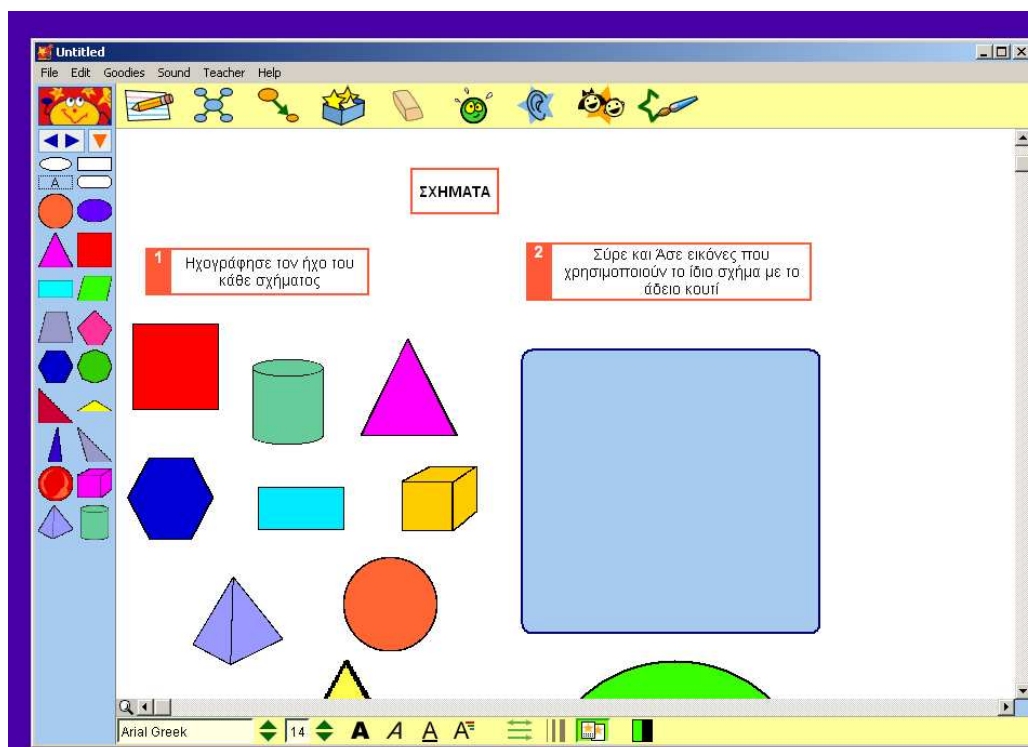 Untitled
File Edit Goodies Sound Teacher Help
A
ΣΧΗΜΑΤΑ
1
Ηχογράφησε τον ήχο του
κάθε σχήματος
2
Σύρε και Άσε εικόνες που
χρησιμοποιούν το ίδιο σχήμα με το
άδειο κουτί
Arial Greek 14 A A A A